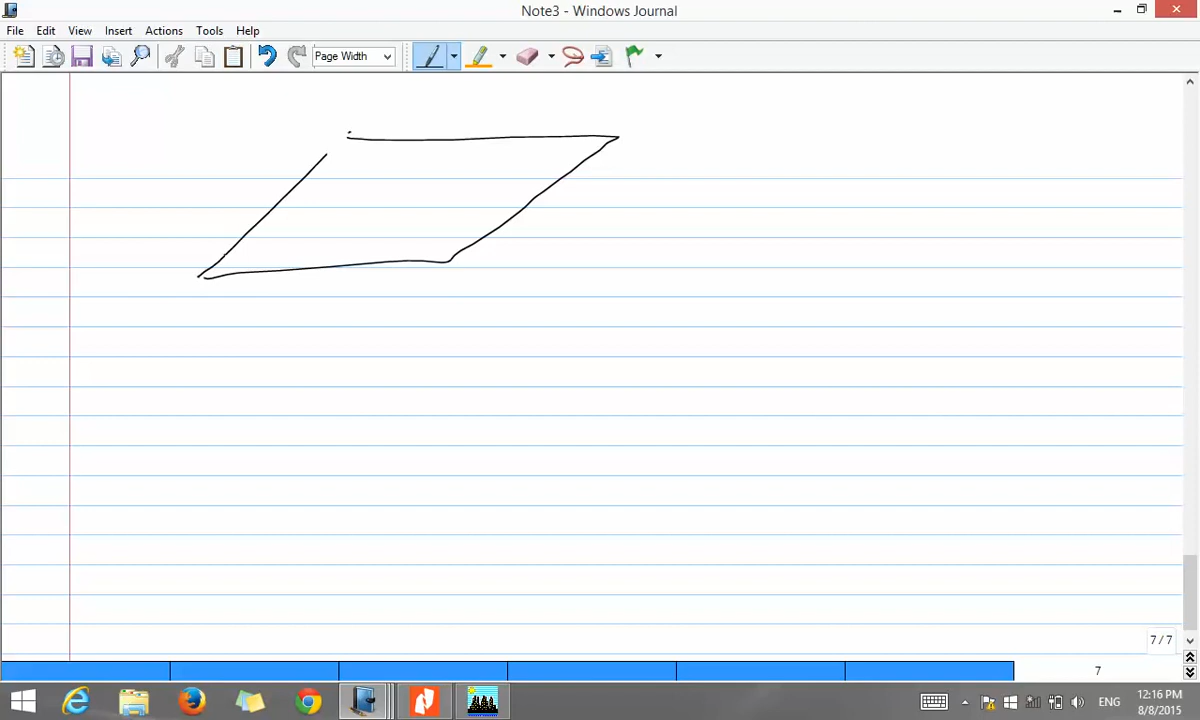 Note3 - Windows Journal
File Edit View Insert Actions Tools Help
Page Width
7 / 7
7
ENG
12:16 PM
8/8/2015